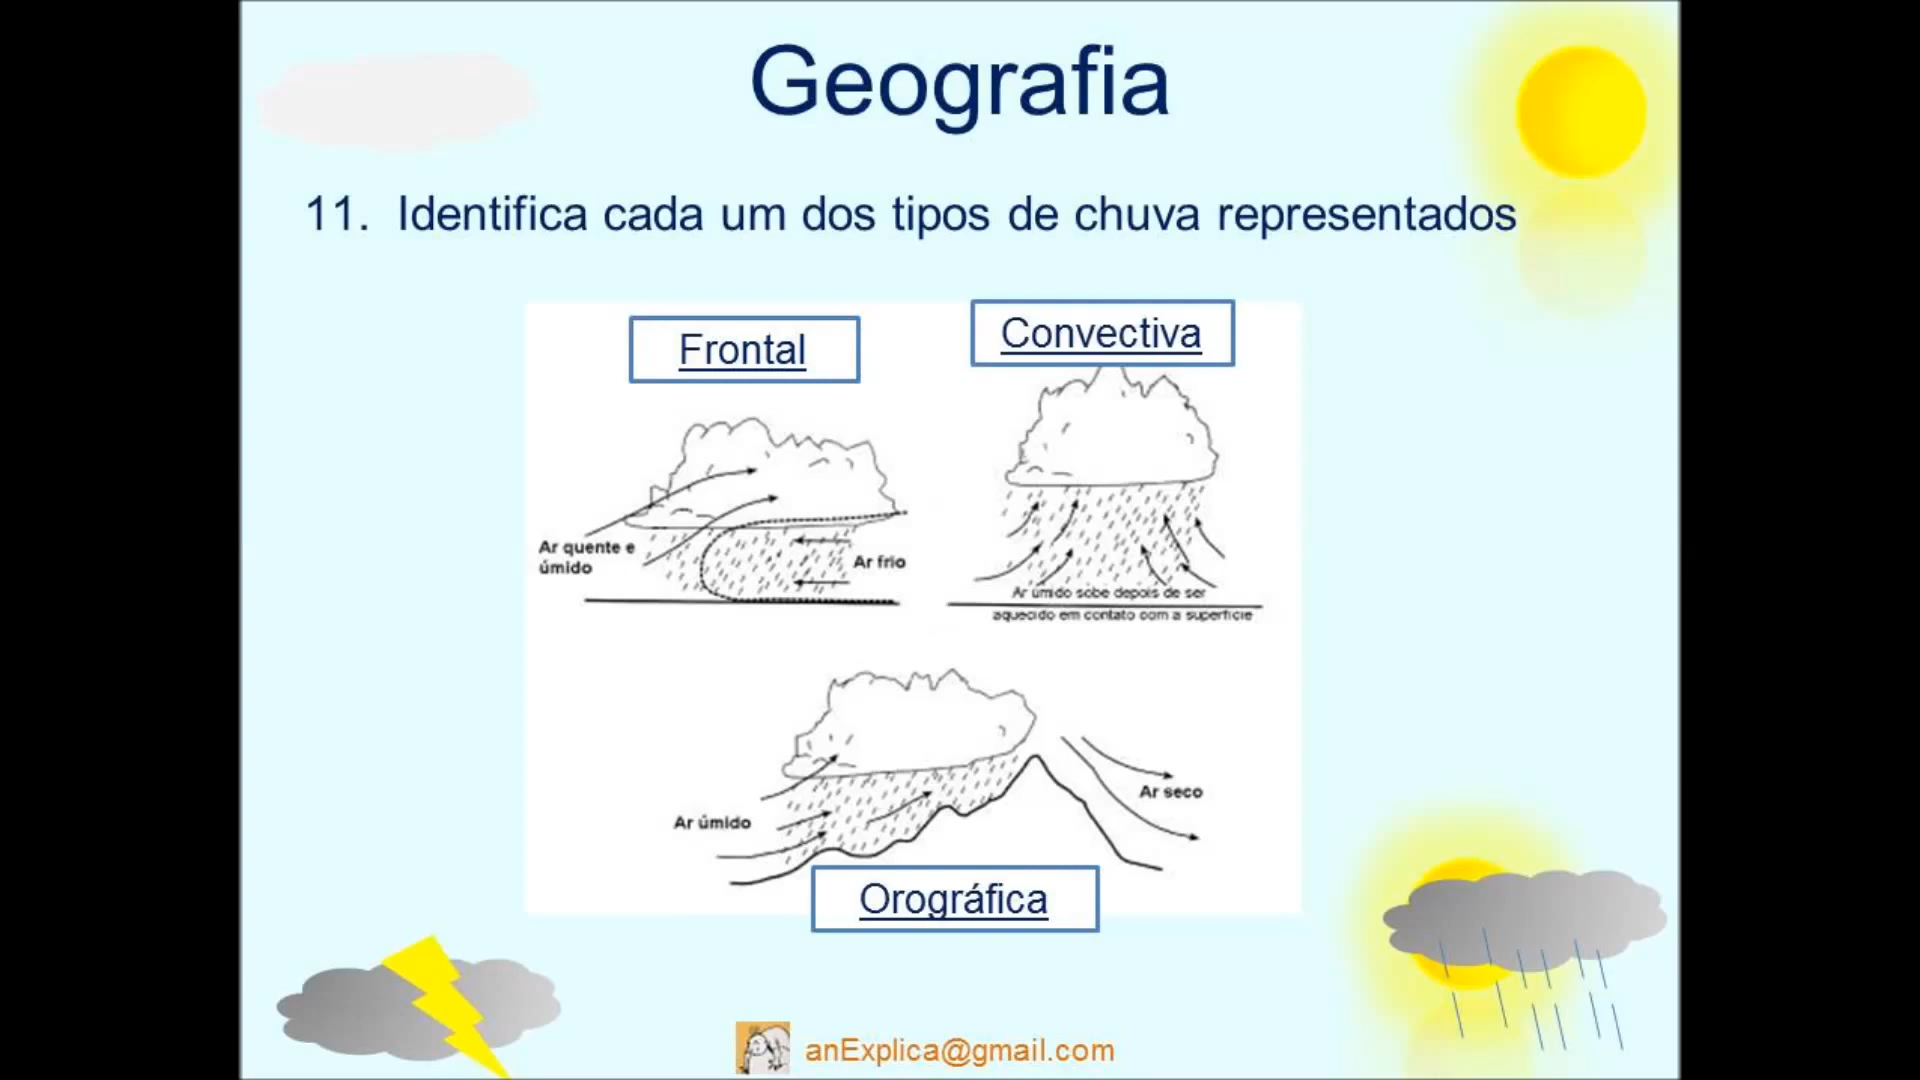 Geografia
11. Identifica cada um dos tipos de chuva representados
Frontal
Convectiva
Ar quente e
úmido
Ar frio
Ar úmido sobe depois de ser
aquecido em contato com a superfície
Ar úmido
Ar seco
Orográfica
anExplica@gmail.com